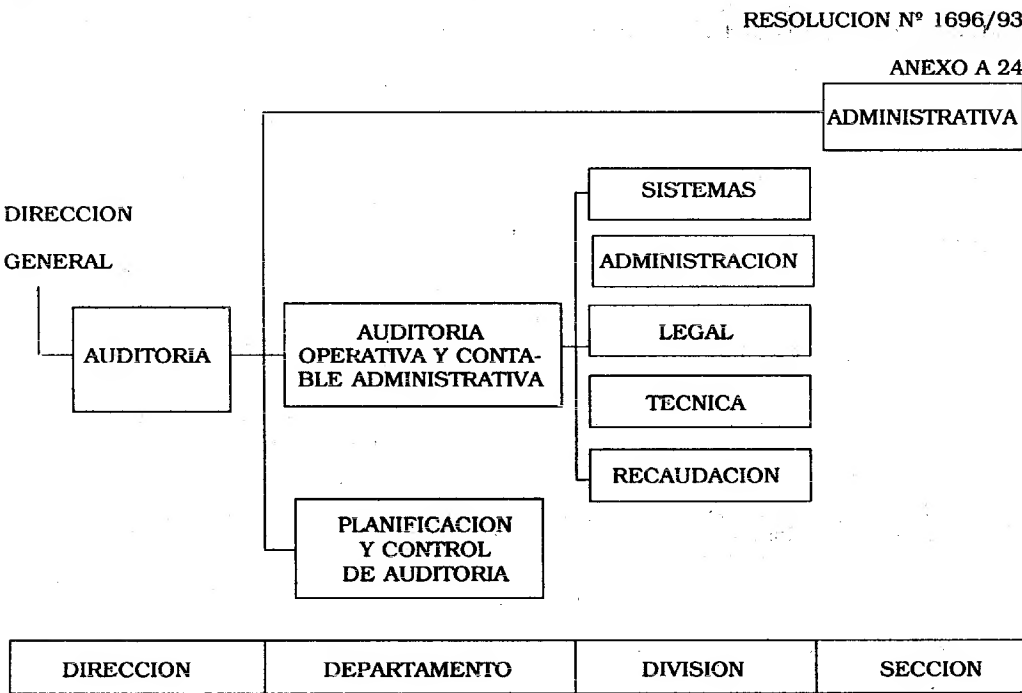 RESOLUCION Nº 1696/93
ANEXO A 24
ADMINISTRATIVA
DIRECCION
GENERAL
AUDITORIA
AUDITORIA
OPERATIVA Y CONTA-
BLE ADMINISTRATIVA
SISTEMAS
ADMINISTRACION
LEGAL
TECNICA
RECAUDACION
PLANIFICACION
Y CONTROL
DE AUDITORIA
DIRECCION DEPARTAMENTO DIVISION SECCION